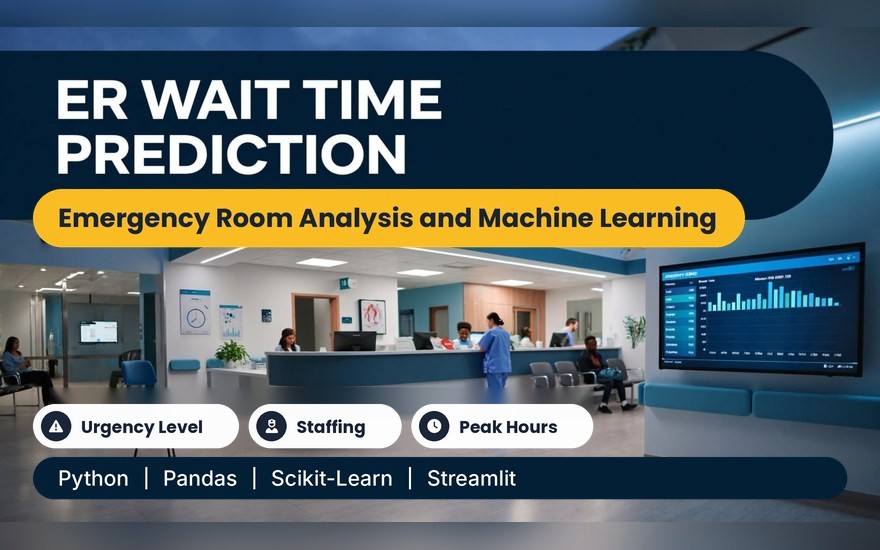 ER WAIT TIME
PREDICTION
Emergency Room Analysis and Machine Learning
Urgency Level
Staffing
Peak Hours
Python | Pandas | Scikit-Learn | Streamlit